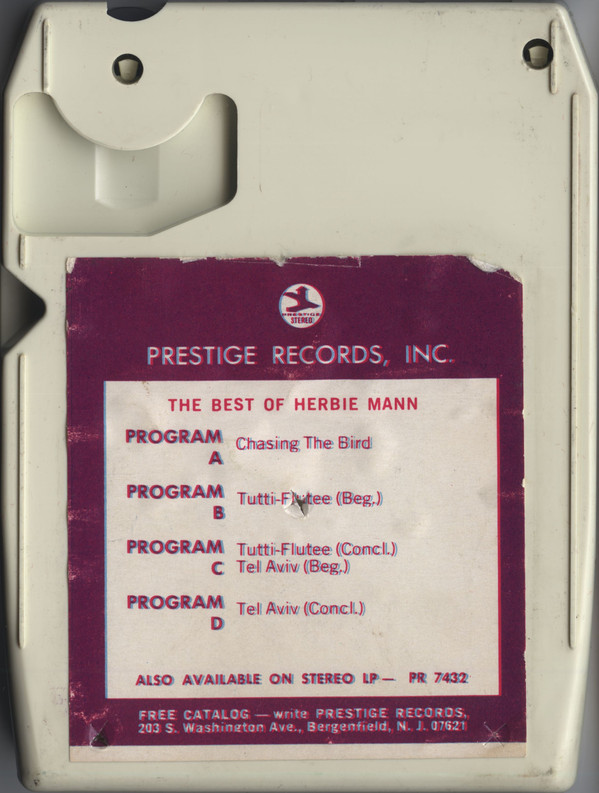 PRESTIGE
STEREO
PRESTIGE RECORDS, INC.
THE BEST OF HERBIE MANN
PROGRAM A Chasing The Bird
PROGRAM B Tutti-Flutee (Beg.)
PROGRAM C Tutti-Flutee (Concl.)
Tel Aviv (Beg.)
PROGRAM D Tel Aviv (Concl.)
ALSO AVAILABLE ON STEREO LP — PR 7432
FREE CATALOG — write PRESTIGE RECORDS,
203 S. Washington Ave., Bergenfield, N. J. 07621